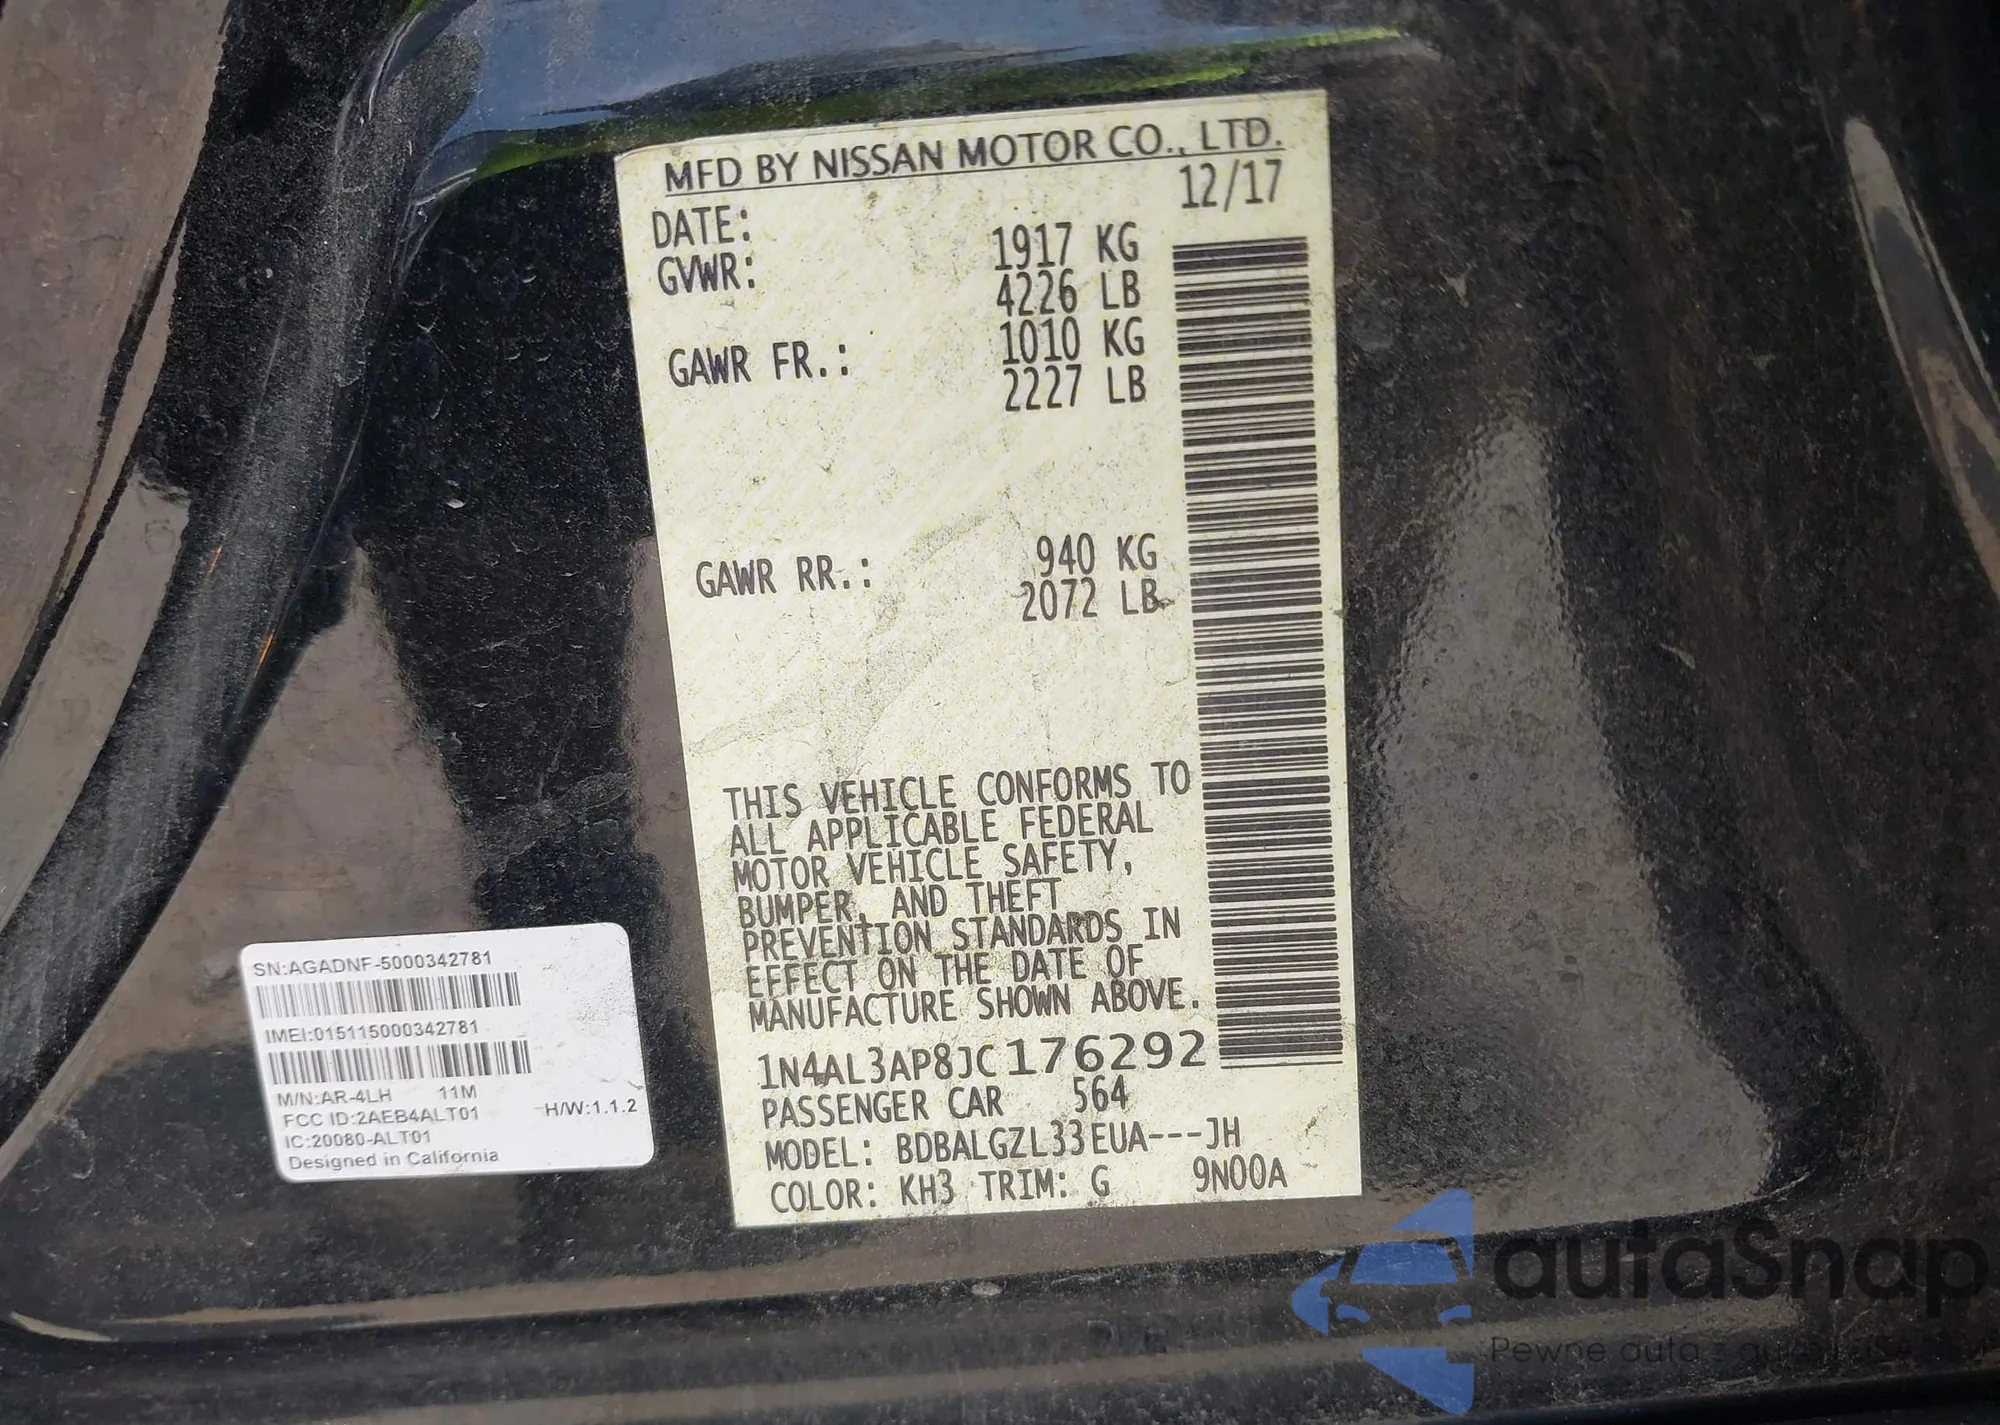 MFD BY NISSAN MOTOR CO., LTD.
DATE: 12/17
GVWR: 1917 KG
4226 LB
GAWR FR.: 1010 KG
2227 LB
GAWR RR.: 940 KG
2072 LB
THIS VEHICLE CONFORMS TO
ALL APPLICABLE FEDERAL
MOTOR VEHICLE SAFETY,
BUMPER, AND THEFT
PREVENTION STANDARDS IN
EFFECT ON THE DATE OF
MANUFACTURE SHOWN ABOVE.
1N4AL3AP8JC176292
PASSENGER CAR 564
MODEL: BDBALGZL33EUA---JH
COLOR: KH3 TRIM: G 9N00A
SN:AGADNF-5000342781
IMEI:015115000342781
M/N:AR-4LH 11M
FCC ID:2AEB4ALT01 H/W:1.1.2
IC:20080-ALT01
Designed in California
autaSnap
Pewne auta z